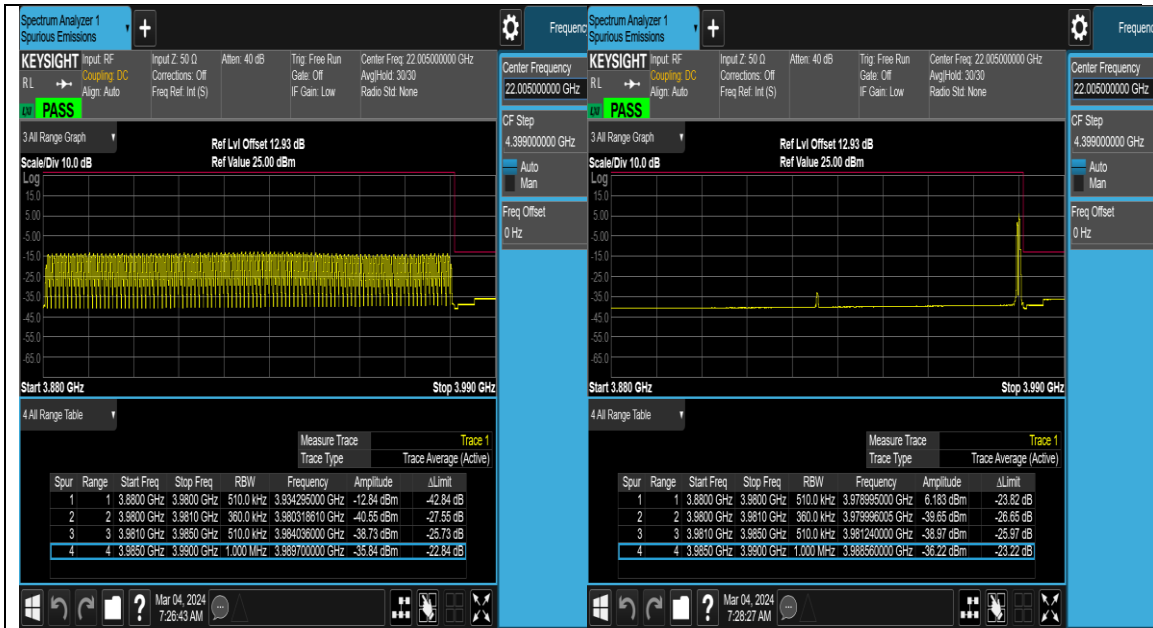 Spectrum Analyzer 1
Spurious Emissions
+
Frequenc
KEYSIGHT Input: RF Input Z: 50 Ω Atten: 40 dB Trig: Free Run Center Freq: 22.005000000 GHz
RL Coupling: DC Corrections: Off Gate: Off Avg|Hold: 30/30
Align: Auto Freq Ref: Int (S) IF Gain: Low Radio Std: None
PASS
Center Frequency
22.005000000 GHz
CF Step
4.399000000 GHz
Auto
Man
Freq Offset
0 Hz
3 All Range Graph
Ref Lvl Offset 12.93 dB
Scale/Div 10.0 dB Ref Value 25.00 dBm
Log
15.0
5.00
-5.00
-15.0
-25.0
-35.0
-45.0
-55.0
-65.0
Start 3.880 GHz Stop 3.990 GHz
4 All Range Table
Measure Trace Trace 1
Trace Type Trace Average (Active)
Spur Range Start Freq Stop Freq RBW Frequency Amplitude ΔLimit
1 1 3.8800 GHz 3.9800 GHz 510.0 kHz 3.934295000 GHz -12.84 dBm -42.84 dB
2 2 3.9800 GHz 3.9810 GHz 360.0 kHz 3.980318610 GHz -40.55 dBm -27.55 dB
3 3 3.9810 GHz 3.9850 GHz 510.0 kHz 3.984036000 GHz -38.73 dBm -25.73 dB
4 4 3.9850 GHz 3.9900 GHz 1.000 MHz 3.989700000 GHz -35.84 dBm -22.84 dB
?
Mar 04, 2024
7:26:43 AM
Spectrum Analyzer 1
Spurious Emissions
+
Frequenc
KEYSIGHT Input: RF Input Z: 50 Ω Atten: 40 dB Trig: Free Run Center Freq: 22.005000000 GHz
RL Coupling: DC Corrections: Off Gate: Off Avg|Hold: 30/30
Align: Auto Freq Ref: Int (S) IF Gain: Low Radio Std: None
PASS
Center Frequency
22.005000000 GHz
CF Step
4.399000000 GHz
Auto
Man
Freq Offset
0 Hz
3 All Range Graph
Ref Lvl Offset 12.93 dB
Scale/Div 10.0 dB Ref Value 25.00 dBm
Log
15.0
5.00
-5.00
-15.0
-25.0
-35.0
-45.0
-55.0
-65.0
Start 3.880 GHz Stop 3.990 GHz
4 All Range Table
Measure Trace Trace 1
Trace Type Trace Average (Active)
Spur Range Start Freq Stop Freq RBW Frequency Amplitude ΔLimit
1 1 3.8800 GHz 3.9800 GHz 510.0 kHz 3.978995000 GHz 6.183 dBm -23.82 dB
2 2 3.9800 GHz 3.9810 GHz 360.0 kHz 3.979996005 GHz -39.65 dBm -26.65 dB
3 3 3.9810 GHz 3.9850 GHz 510.0 kHz 3.981240000 GHz -38.97 dBm -25.97 dB
4 4 3.9850 GHz 3.9900 GHz 1.000 MHz 3.988560000 GHz -36.22 dBm -23.22 dB
?
Mar 04, 2024
7:28:27 AM